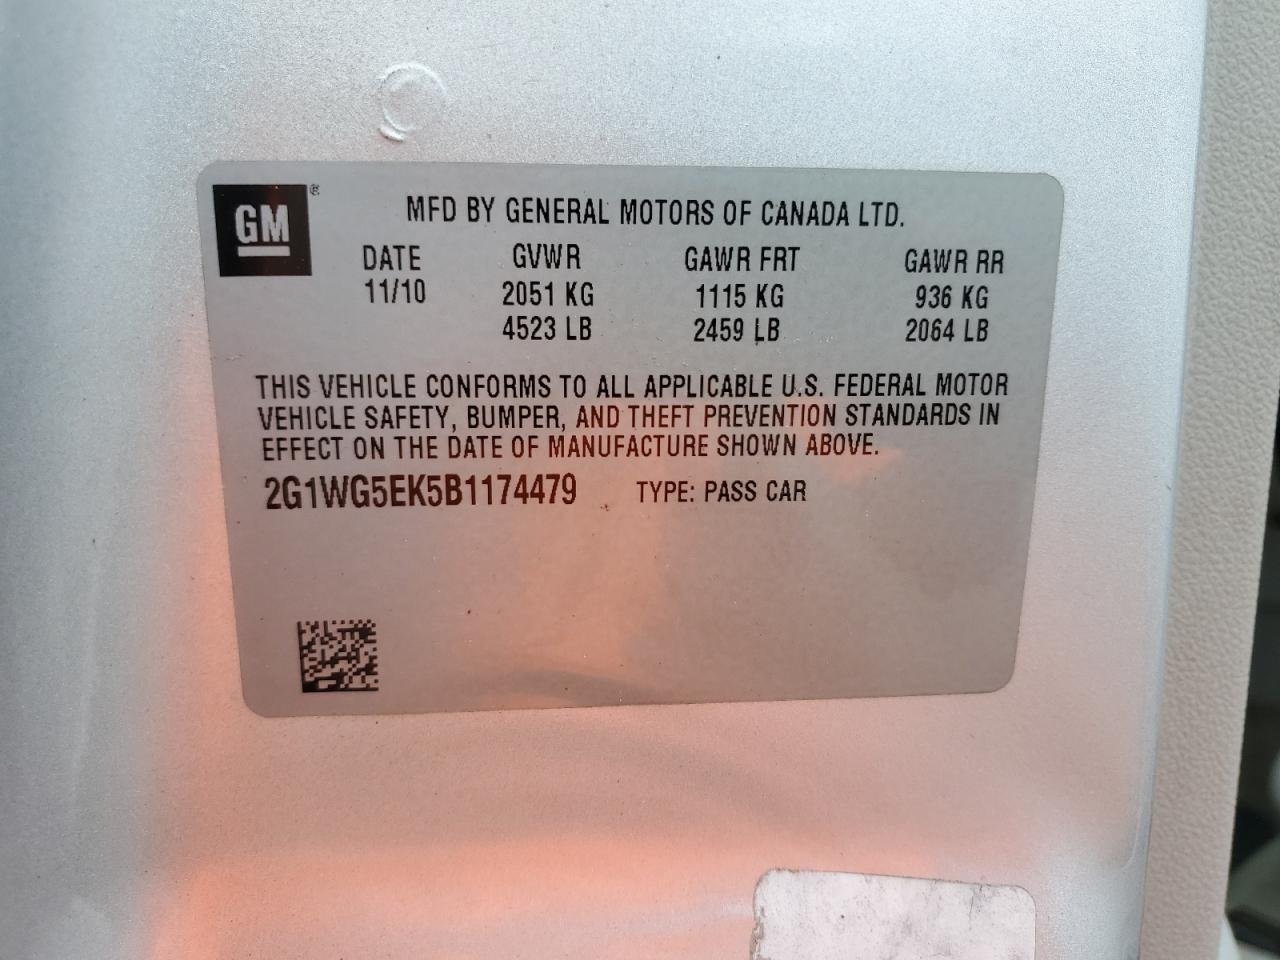 GM ®
MFD BY GENERAL MOTORS OF CANADA LTD.
DATE GVWR GAWR FRT GAWR RR
11/10 2051 KG 1115 KG 936 KG
4523 LB 2459 LB 2064 LB
THIS VEHICLE CONFORMS TO ALL APPLICABLE U.S. FEDERAL MOTOR
VEHICLE SAFETY, BUMPER, AND THEFT PREVENTION STANDARDS IN
EFFECT ON THE DATE OF MANUFACTURE SHOWN ABOVE.
2G1WG5EK5B1174479 TYPE: PASS CAR